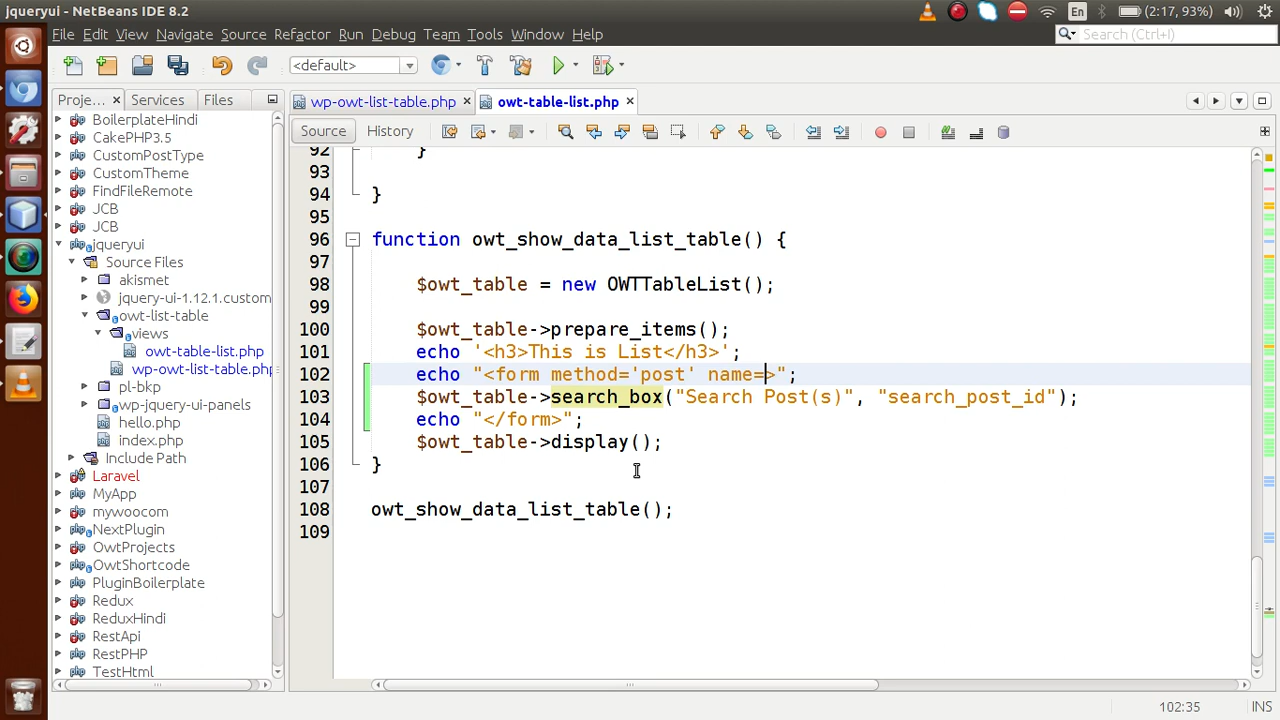 jqueryui - NetBeans IDE 8.2
En
(2:17, 93%)
File Edit View Navigate Source Refactor Run Debug Team Tools Window Help
Search (Ctrl+I)
<default>
Proje... Services Files
wp-owt-list-table.php
owt-table-list.php
Source History
BoilerplateHindi
CakePHP3.5
CustomPostType
CustomTheme
FindFileRemote
JCB
JCB
jqueryui
Source Files
akismet
jquery-ui-1.12.1.custom
owt-list-table
views
owt-table-list.php
wp-owt-list-table.php
pl-bkp
wp-jquery-ui-panels
hello.php
index.php
Include Path
Laravel
MyApp
mywoocom
NextPlugin
OwtProjects
OwtShortcode
PluginBoilerplate
Redux
ReduxHindi
RestApi
RestPHP
TestHtml
92 }
93
94 }
95
96 function owt_show_data_list_table() {
97
98 $owt_table = new OWTTableList();
99
100 $owt_table->prepare_items();
101 echo '<h3>This is List</h3>';
102 echo "<form method='post' name=>";
103 $owt_table->search_box("Search Post(s)", "search_post_id");
104 echo "</form>";
105 $owt_table->display();
106 }
107
108 owt_show_data_list_table();
109
102:35 INS